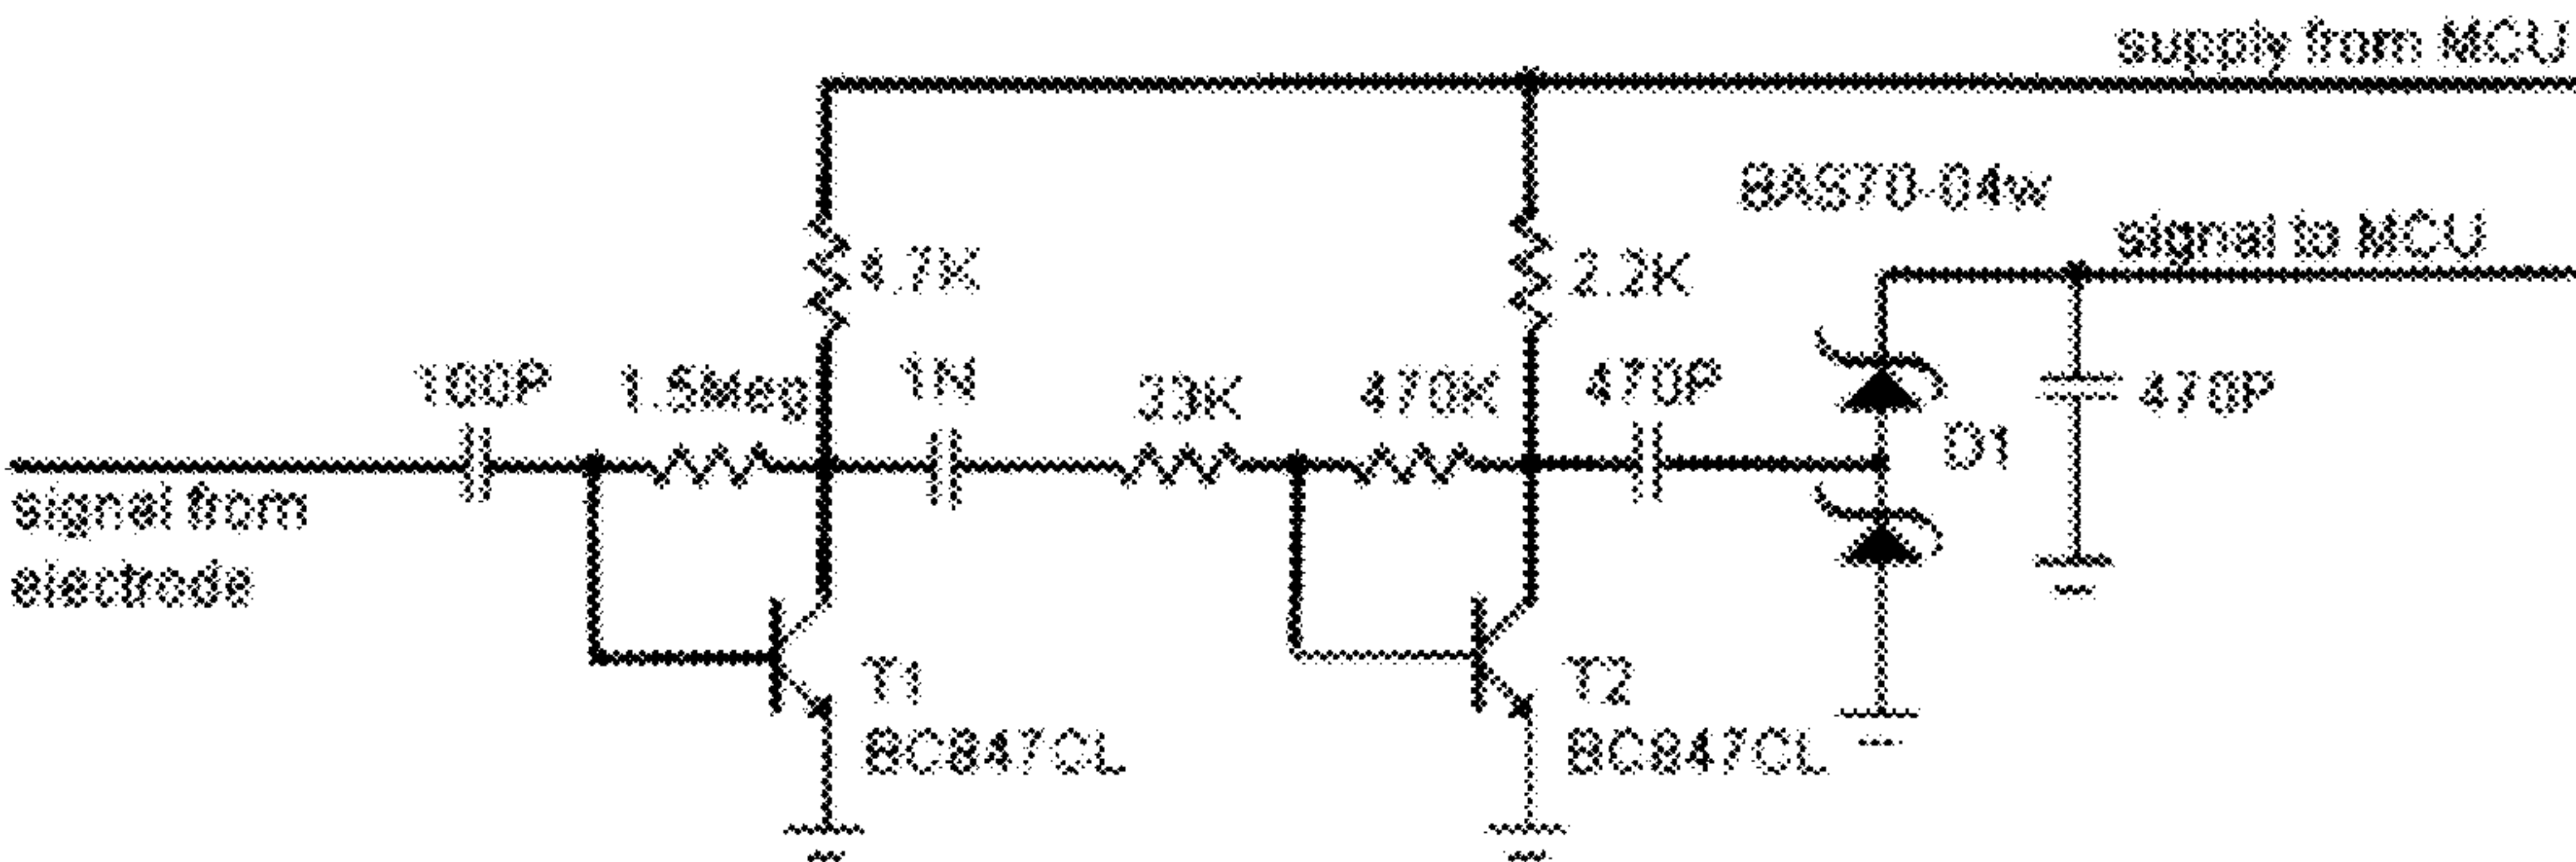 supply from MCU
BAS70-04w
signal to MCU
4.7K
2.2K
100P
1.5Meg
1N
33K
470K
470P
470P
D1
signal from
electrode
T1
BC847CL
T2
BC847CL